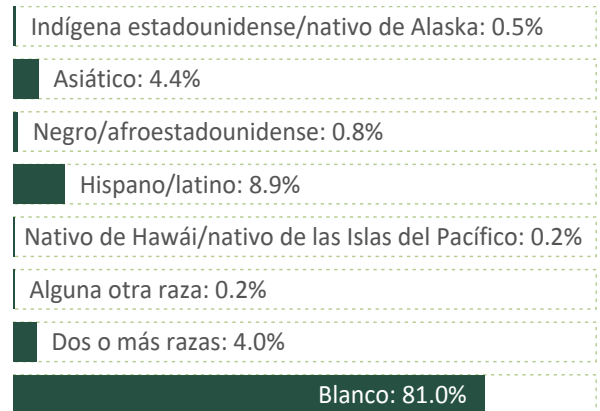 Indígena estadounidense/nativo de Alaska: 0.5%
Asiático: 4.4%
Negro/afroestadounidense: 0.8%
Hispano/latino: 8.9%
Nativo de Hawái/nativo de las Islas del Pacífico: 0.2%
Alguna otra raza: 0.2%
Dos o más razas: 4.0%
Blanco: 81.0%